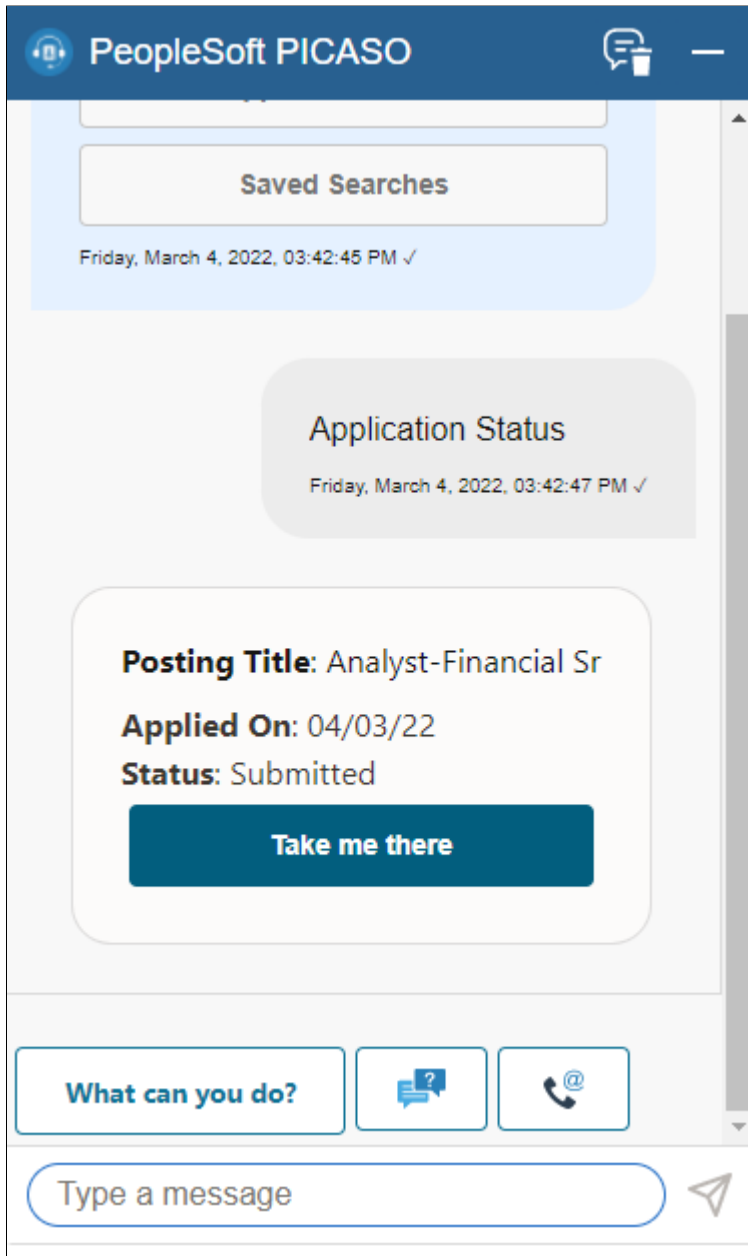 PeopleSoft PICASO
Saved Searches
Friday, March 4, 2022, 03:42:45 PM ✓
Application Status
Friday, March 4, 2022, 03:42:47 PM ✓
Posting Title: Analyst-Financial Sr
Applied On: 04/03/22
Status: Submitted
Take me there
What can you do?
Type a message